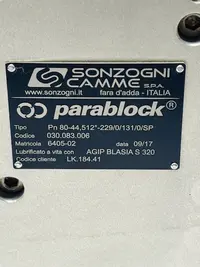 SONZOGNI
CAMME S.P.A.
www.sonzogni.it fara d'adda - ITALIA
parablock®
Tipo Pn 80-44,512°-229/0/131/0/SP
Codice 030.083.006
Matricola 6405-02 data 09/17
Lubrificato a vita con AGIP BLASIA S 320
Codice cliente LK.184.41